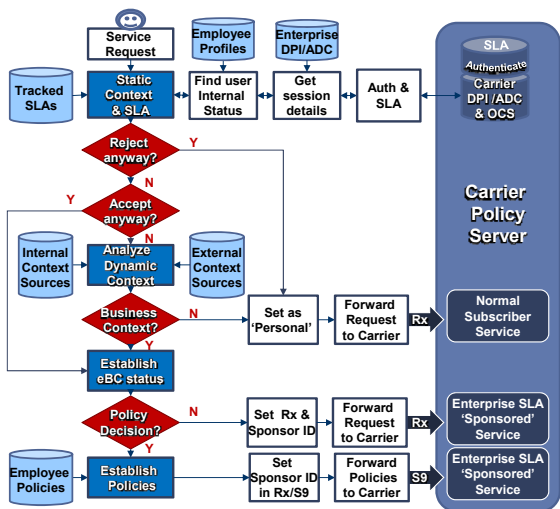 Service
Request
Employee
Profiles
Enterprise
DPI/ADC
SLA
Authenticate
Carrier
DPI /ADC
& OCS
Tracked
SLAs
Static
Context
& SLA
Find user
Internal
Status
Get
session
details
Auth &
SLA
Reject
anyway?
Y
N
Accept
anyway?
Y
N
Carrier
Policy
Server
Internal
Context
Sources
Analyze
Dynamic
Context
External
Context
Sources
Business
Context?
N
Y
Set as
‘Personal’
Forward
Request
to Carrier
Rx
Normal
Subscriber
Service
Establish
eBC status
Policy
Decision?
N
Y
Set Rx &
Sponsor ID
Forward
Request
to Carrier
Rx
Enterprise SLA
‘Sponsored’
Service
Employee
Policies
Establish
Policies
Set
Sponsor ID
in Rx/S9
Forward
Policies
to Carrier
S9
Enterprise SLA
‘Sponsored’
Service